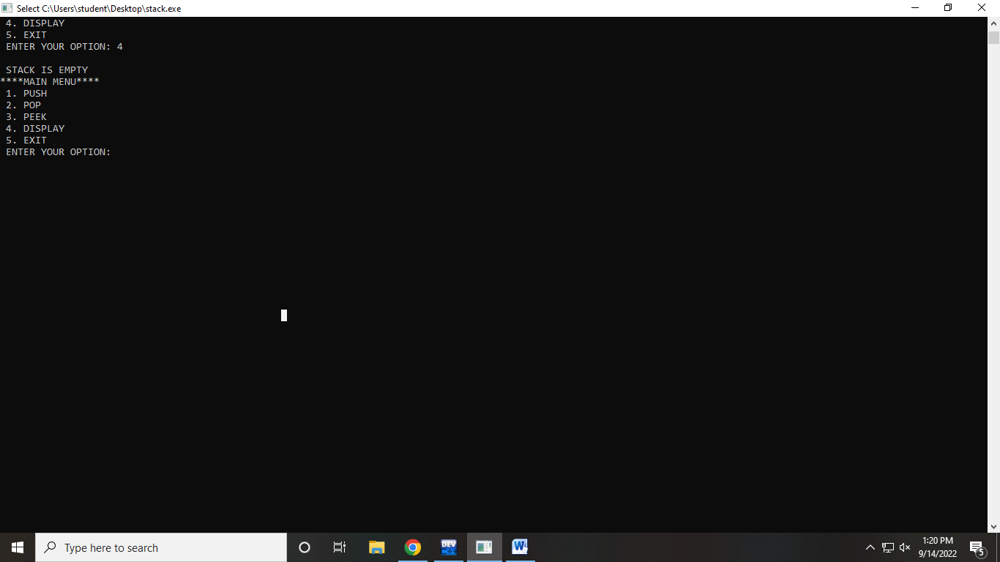 Select C:\Users\student\Desktop\stack.exe
4. DISPLAY
5. EXIT
ENTER YOUR OPTION: 4
STACK IS EMPTY
****MAIN MENU****
1. PUSH
2. POP
3. PEEK
4. DISPLAY
5. EXIT
ENTER YOUR OPTION:
Type here to search
DEV
W
1:20 PM
9/14/2022
5